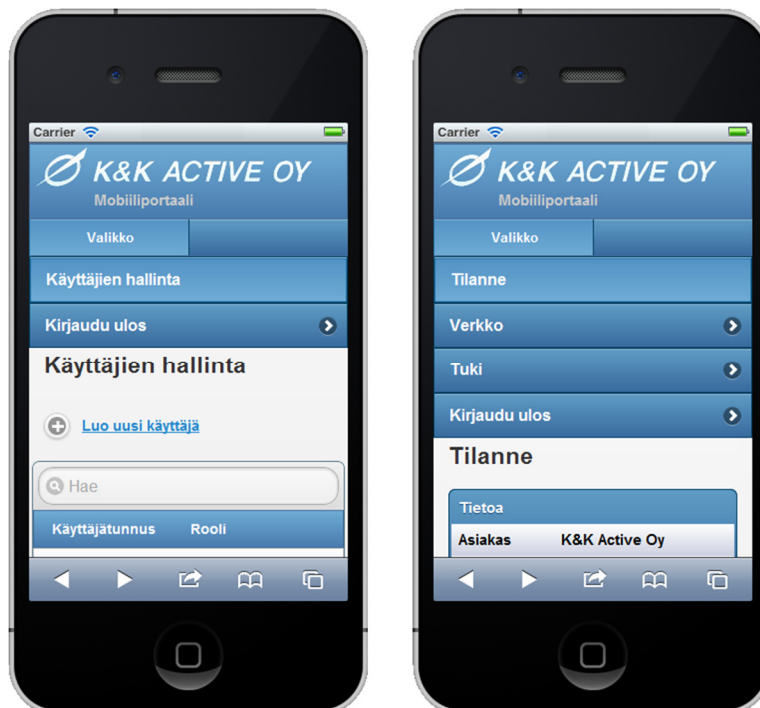 Carrier
K&K ACTIVE OY
Mobiiliportaali
Valikko
Käyttäjien hallinta
Kirjaudu ulos
Käyttäjien hallinta
Luo uusi käyttäjä
Hae
Käyttäjätunnus Rooli
Carrier
K&K ACTIVE OY
Mobiiliportaali
Valikko
Tilanne
Verkko
Tuki
Kirjaudu ulos
Tilanne
Tietoa
Asiakas K&K Active Oy